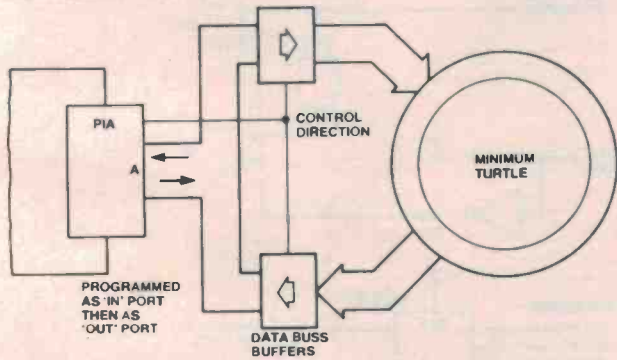 PIA
A
CONTROL
DIRECTION
MINIMUM
TURTLE
PROGRAMMED
AS 'IN' PORT
THEN AS
'OUT' PORT
DATA BUSS
BUFFERS